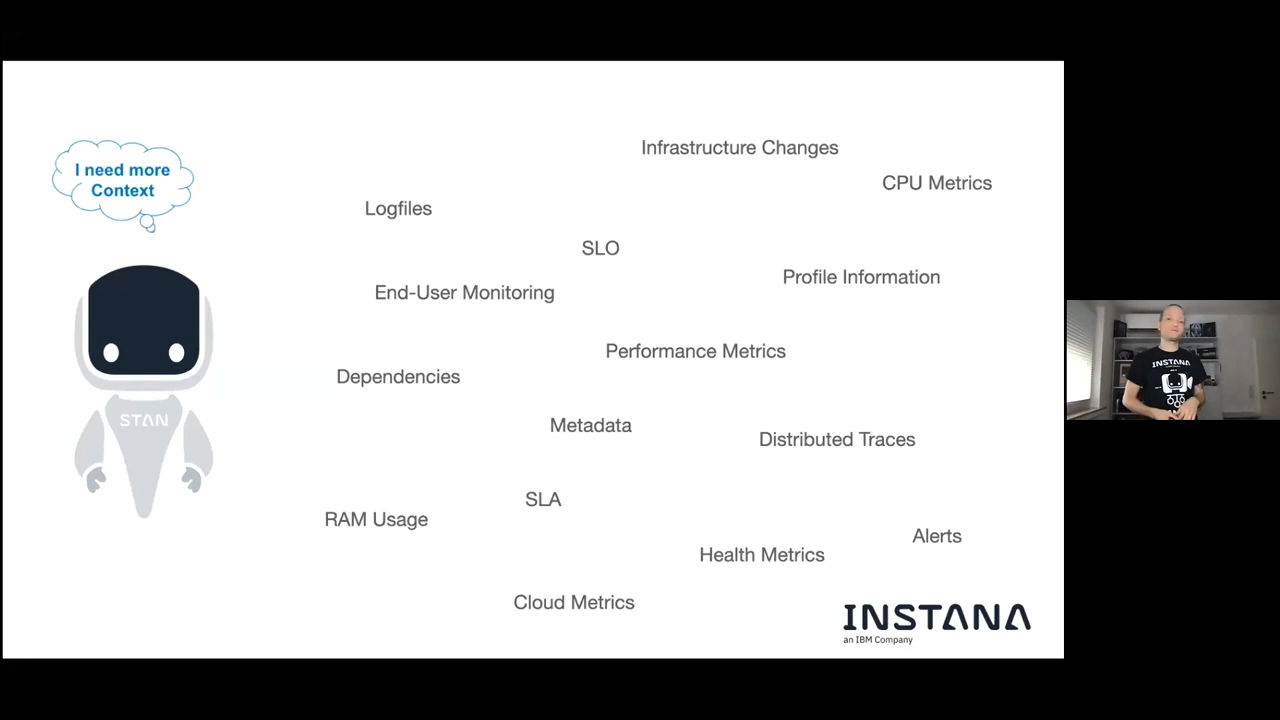 I need more
Context
Infrastructure Changes
CPU Metrics
Logfiles
SLO
Profile Information
End-User Monitoring
Performance Metrics
Dependencies
STAN
Metadata
Distributed Traces
SLA
RAM Usage
Alerts
Health Metrics
Cloud Metrics
INSTANA
an IBM Company
INSTANA